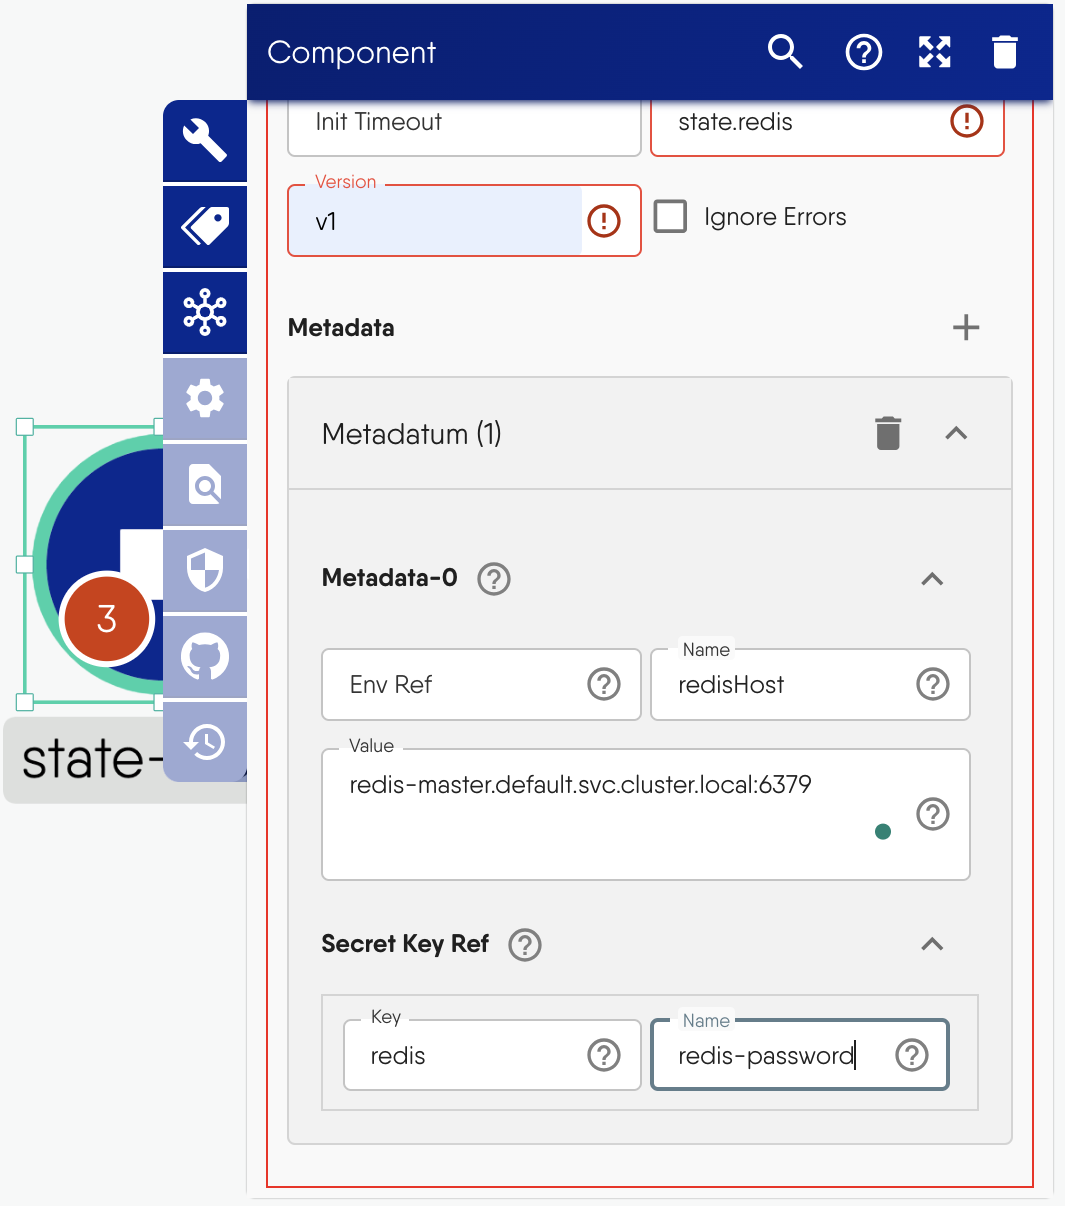 Component
Init Timeout
state.redis
Version
v1
Ignore Errors
Metadata
Metadatum (1)
Metadata-0
Env Ref
Name
redisHost
Value
redis-master.default.svc.cluster.local:6379
Secret Key Ref
Key
redis
Name
redis-password
3
state-